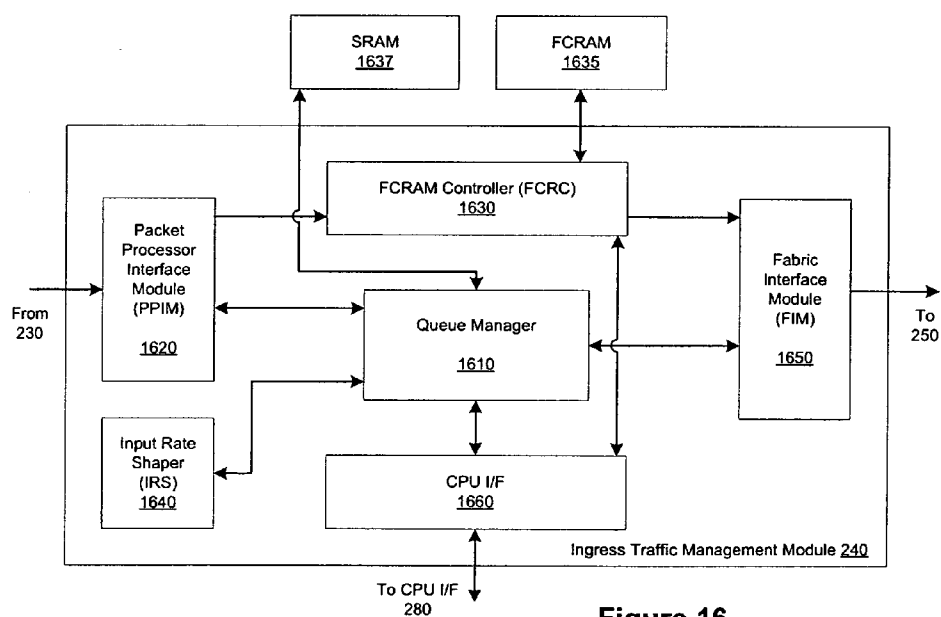 SRAM
1637
FCRAM
1635
FCRAM Controller (FCRC)
1630
Packet
Processor
Interface
Module
(PPIM)
1620
Fabric
Interface
Module
(FIM)
1650
From
230
To
250
Queue Manager
1610
Input Rate
Shaper
(IRS)
1640
CPU I/F
1660
Ingress Traffic Management Module 240
To CPU I/F
280
Figure 16